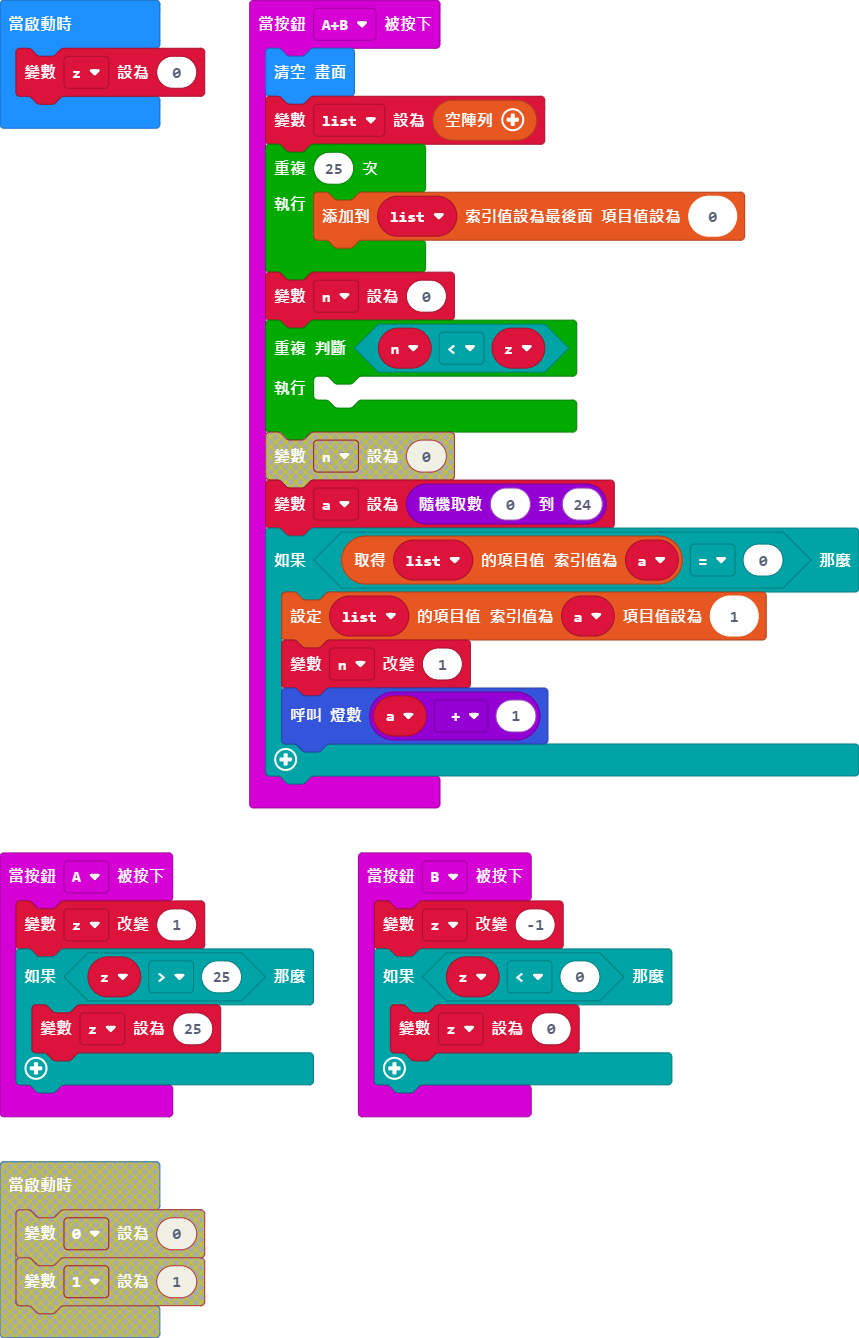 當啟動時
變數 z 設為 0
當按鈕 A+B 被按下
清空 畫面
變數 list 設為 空陣列
重複 25 次
執行 添加到 list 索引值設為最後面 項目值設為 0
變數 n 設為 0
重複 判斷 n < z
執行
變數 n 設為 0
變數 a 設為 隨機取數 0 到 24
如果 取得 list 的項目值 索引值為 a = 0 那麼
設定 list 的項目值 索引值為 a 項目值設為 1
變數 n 改變 1
呼叫 燈數 a + 1
當按鈕 A 被按下
變數 z 改變 1
如果 z > 25 那麼
變數 z 設為 25
當按鈕 B 被按下
變數 z 改變 -1
如果 z < 0 那麼
變數 z 設為 0
當啟動時
變數 0 設為 0
變數 1 設為 1